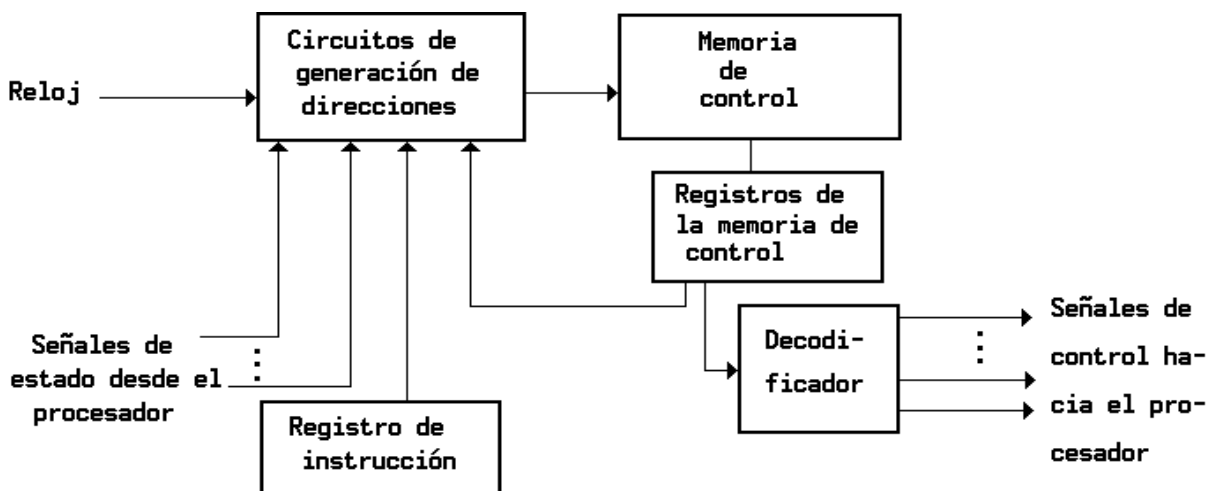 Circuitos de
generación de
direcciones
Memoria
de
control
Reloj
Registros de
la memoria de
control
Señales de
estado desde el
procesador
Decodi-
ficador
Señales de
control ha-
cia el pro-
cesador
Registro de
instrucción